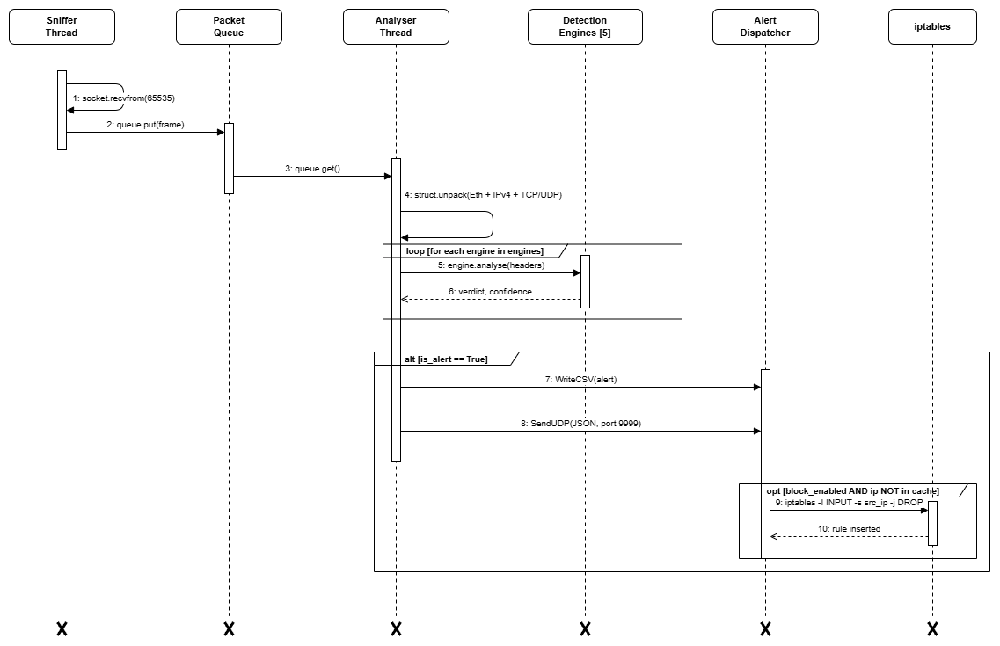 Sniffer
Thread
Packet
Queue
Analyser
Thread
Detection
Engines [5]
Alert
Dispatcher
iptables
1: socket.recvfrom(65535)
2: queue.put(frame)
3: queue.get()
4: struct.unpack(Eth + IPv4 + TCP/UDP)
loop [for each engine in engines]
5: engine.analyse(headers)
6: verdict, confidence
alt [is_alert == True]
7: WriteCSV(alert)
8: SendUDP(JSON, port 9999)
opt [block_enabled AND ip NOT in cache]
9: iptables -I INPUT -s src_ip -j DROP
10: rule inserted